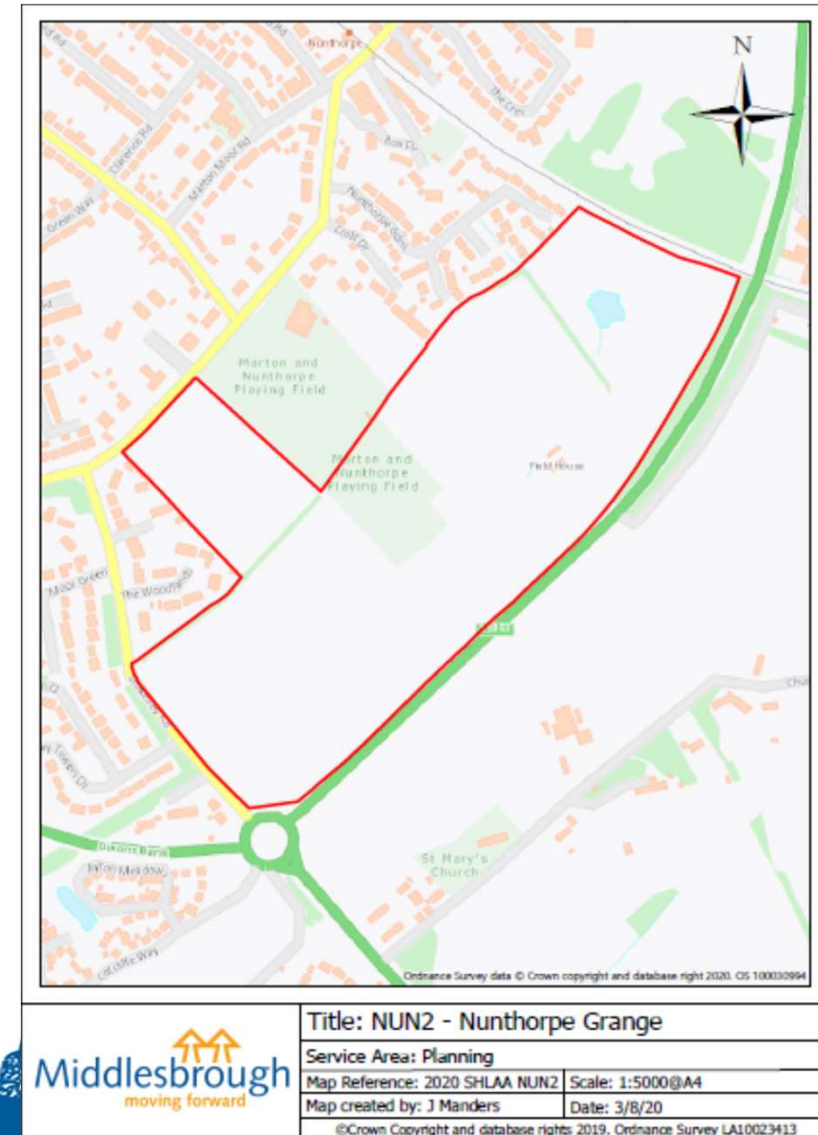 Nunthorpe
N
The Cres
Clarence Rd
Marton Moor Rd
Green Way
Nunthorpe Gdns
Croft Dr
Marton and
Nunthorpe
Playing Field
Marton and
Nunthorpe
Playing Field
Field House
Moor Green
The Woodlands
Dixons Bank
St Mary's
Church
Ordnance Survey data © Crown copyright and database right 2020. OS 100030994
Middlesbrough
moving forward
Title: NUN2 - Nunthorpe Grange
Service Area: Planning
Map Reference: 2020 SHLAA NUN2
Scale: 1:5000@A4
Map created by: J Manders
Date: 3/8/20
©Crown Copyright and database rights 2019. Ordnance Survey LA10023413